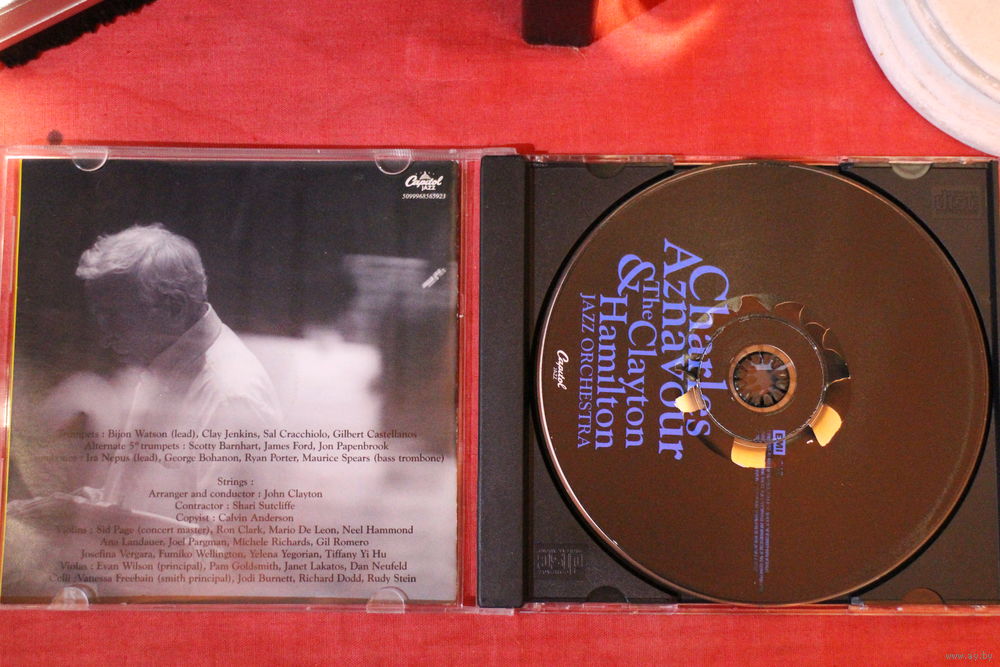 Capitol
JAZZ
5099968565923
Trumpets : Bijon Watson (lead), Clay Jenkins, Sal Cracchiolo, Gilbert Castellanos
Alternate 5th trumpets : Scotty Barnhart, James Ford, Jon Papenbrook
Ira Nepus (lead), George Bohanon, Ryan Porter, Maurice Spears (bass trombone)
Strings :
Arranger and conductor : John Clayton
Contractor : Shari Sutcliffe
Copyist : Calvin Anderson
Violins : Sid Page (concert master), Ron Clark, Mario De Leon, Neel Hammond
Ana Landauer, Joel Pargman, Michele Richards, Gil Romero
Josefina Vergara, Fumiko Wellington, Yelena Yegorian, Tiffany Yi Hu
Violas : Evan Wilson (principal), Pam Goldsmith, Janet Lakatos, Dan Neufeld
Celli : Vanessa Freebain (smith principal), Jodi Burnett, Richard Dodd, Rudy Stein
Charles
Aznavour
& The Clayton
Hamilton
JAZZ ORCHESTRA
Capitol
JAZZ
EMI
www.ay.by